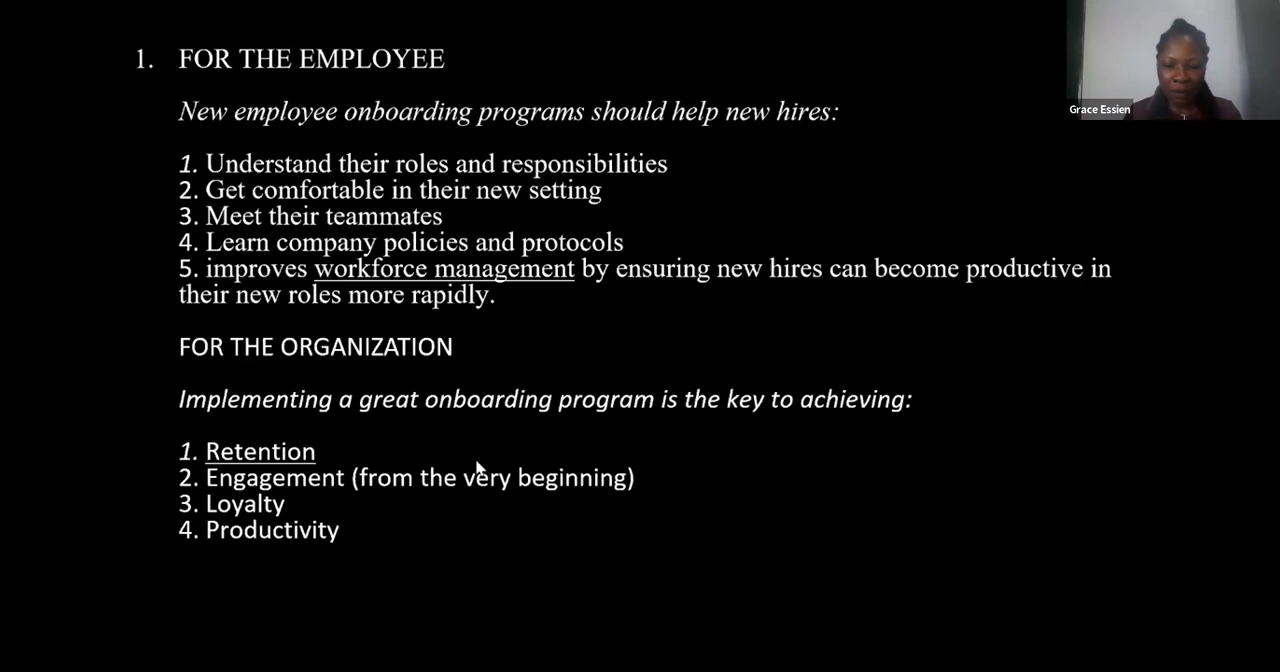 1. FOR THE EMPLOYEE
Grace Essien
New employee onboarding programs should help new hires:
1. Understand their roles and responsibilities
2. Get comfortable in their new setting
3. Meet their teammates
4. Learn company policies and protocols
5. improves workforce management by ensuring new hires can become productive in
their new roles more rapidly.
FOR THE ORGANIZATION
Implementing a great onboarding program is the key to achieving:
1. Retention
2. Engagement (from the very beginning)
3. Loyalty
4. Productivity